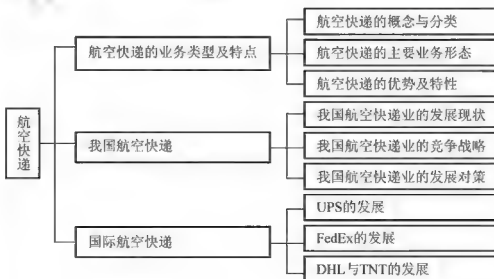 航空快递
航空快递的业务类型及特点
航空快递的概念与分类
航空快递的主要业务形态
航空快递的优势及特性
我国航空快递
我国航空快递业的发展现状
我国航空快递业的竞争战略
我国航空快递业的发展对策
国际航空快递
UPS的发展
FedEx的发展
DHL与TNT的发展